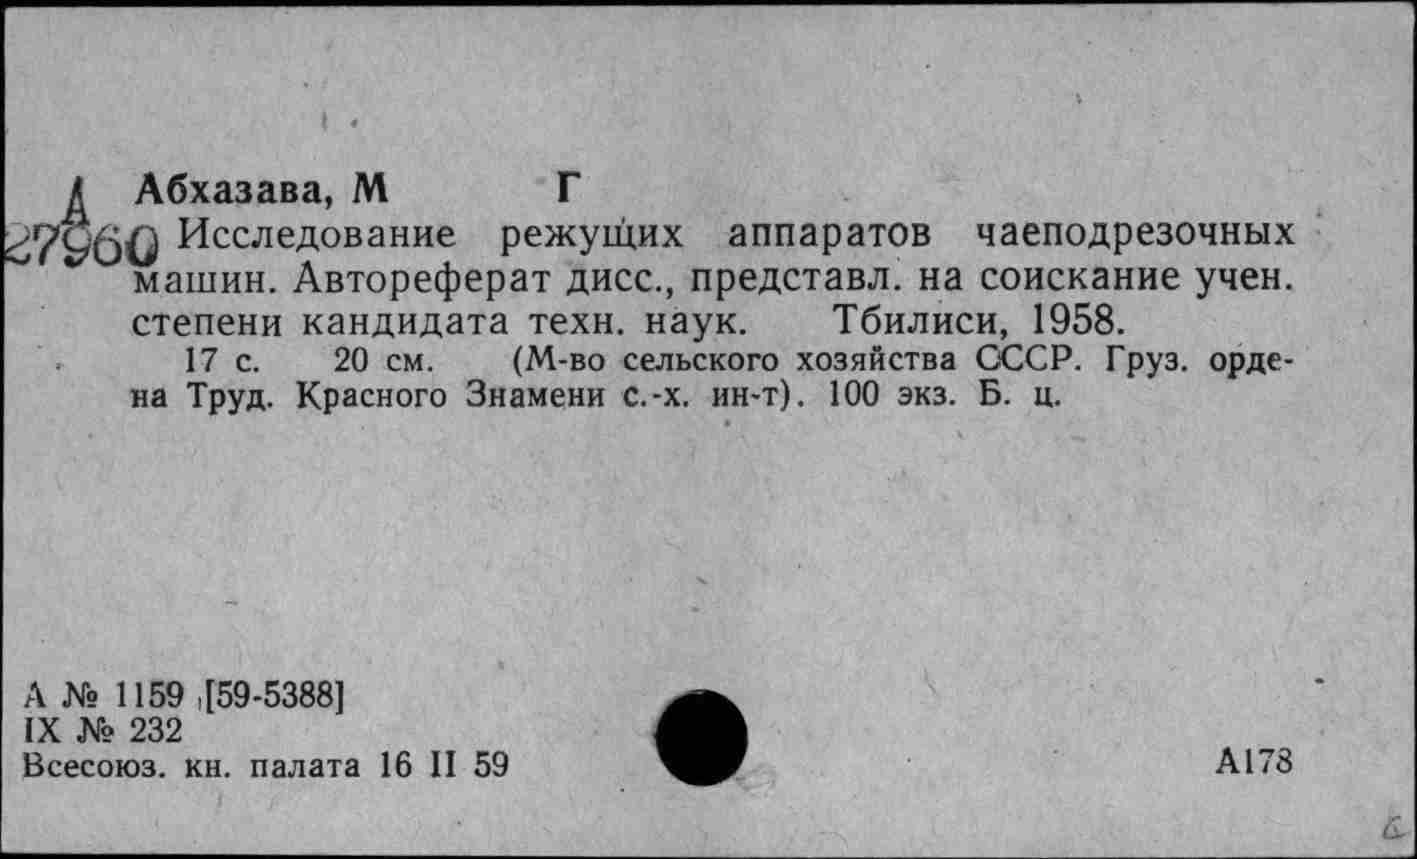 Абхазава, М Г
Д 27960
Исследование режущих аппаратов чаеподрезочных
машин. Автореферат дисс., представл. на соискание учен.
степени кандидата техн. наук. Тбилиси, 1958.
17 с. 20 см. (М-во сельского хозяйства СССР. Груз. орде-
на Труд. Красного Знамени с.-х. ин-т). 100 экз. Б. ц.
А № 1159 [59-5388]
IX № 232
Всесоюз. кн. палата 16 II 59
А178